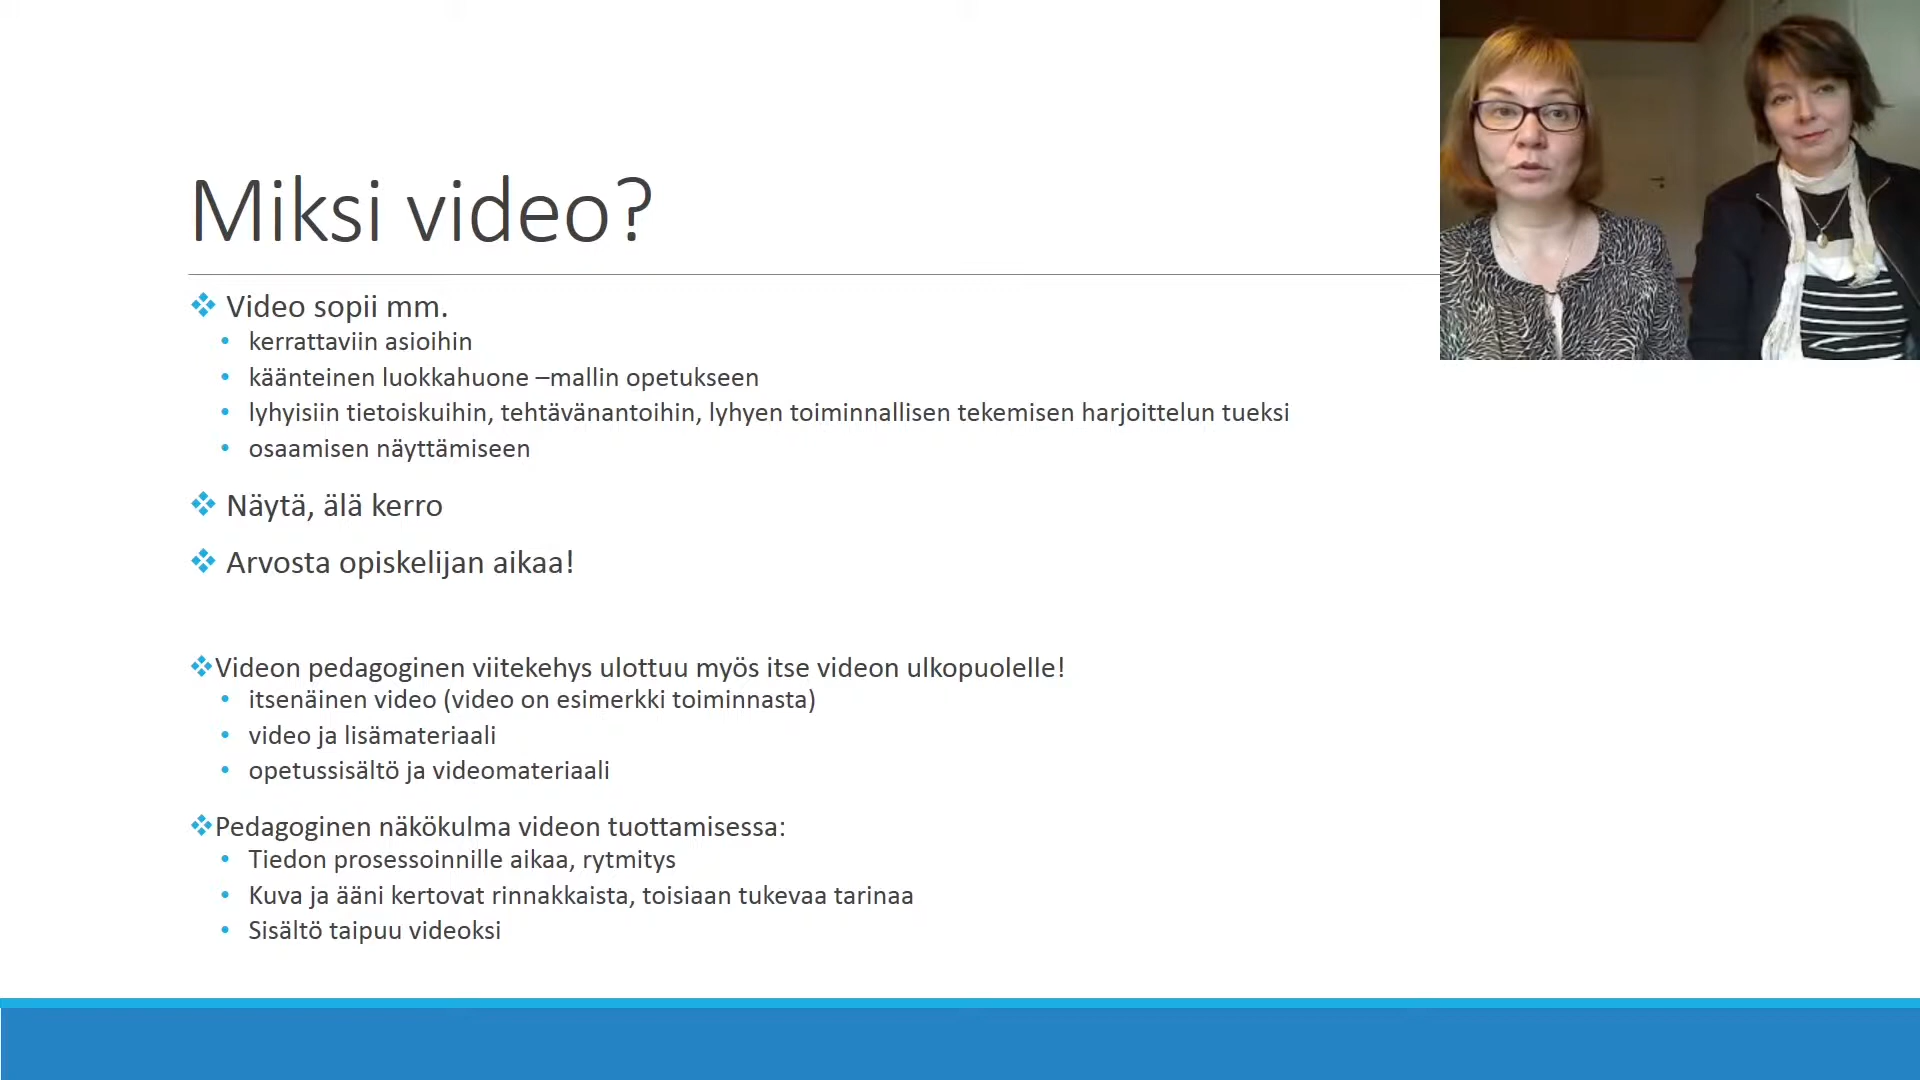 Miksi video?
Video sopii mm.
kerrattaviin asioihin
käänteinen luokkahuone –mallin opetukseen
lyhyisiin tietoiskuihin, tehtävänantoihin, lyhyen toiminnallisen tekemisen harjoittelun tueksi
osaamisen näyttämiseen
Näytä, älä kerro
Arvosta opiskelijan aikaa!
Videon pedagoginen viitekehys ulottuu myös itse videon ulkopuolelle!
itsenäinen video (video on esimerkki toiminnasta)
video ja lisämateriaali
opetussisältö ja videomateriaali
Pedagoginen näkökulma videon tuottamisessa:
Tiedon prosessoinnille aikaa, rytmitys
Kuva ja ääni kertovat rinnakkaista, toisiaan tukevaa tarinaa
Sisältö taipuu videoksi